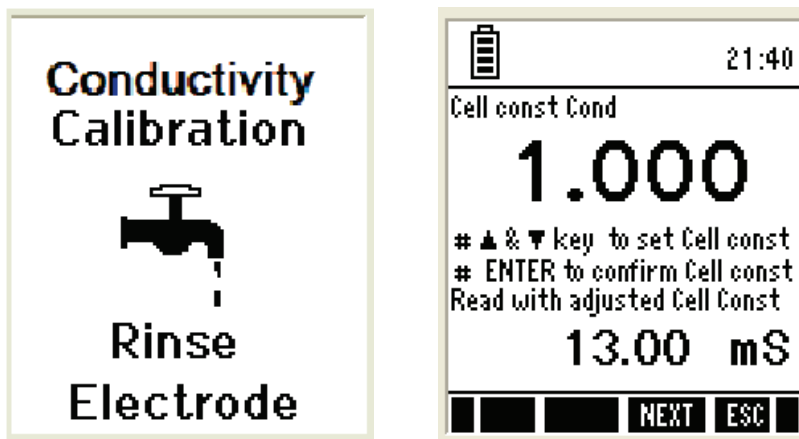 Conductivity
Calibration
Rinse
Electrode
21:40
Cell const Cond
1.000
# ▲ & ▼ key to set Cell const
# ENTER to confirm Cell const
Read with adjusted Cell Const
13.00 mS
NEXT ESC